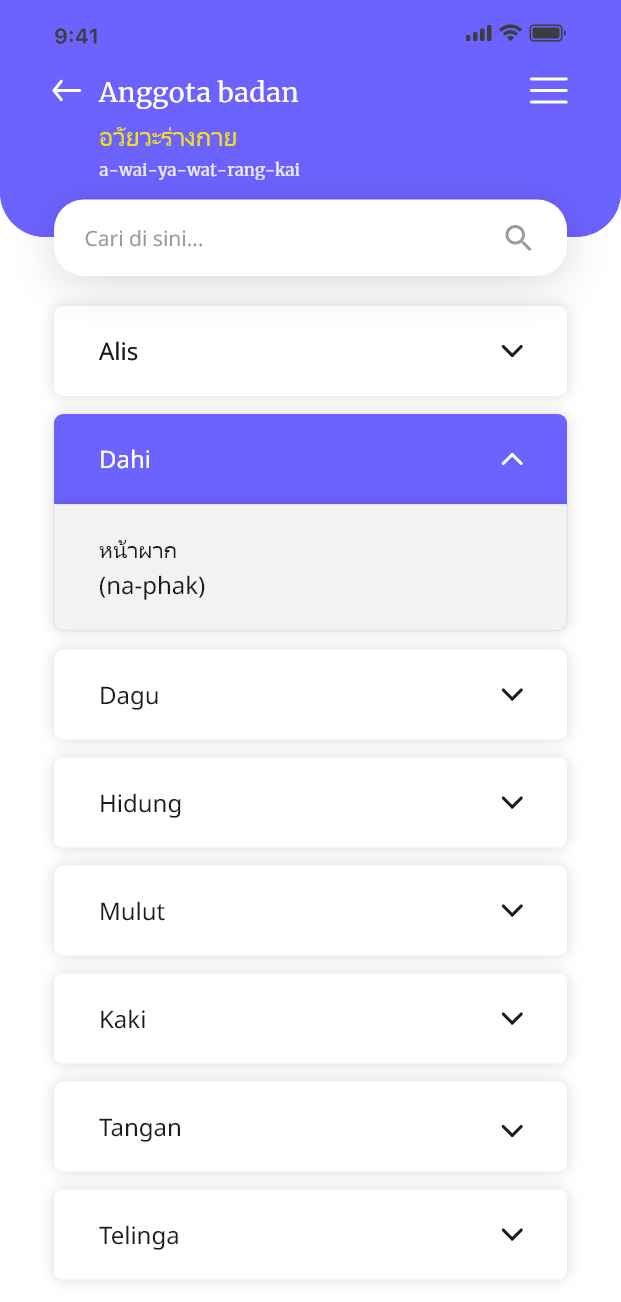 9:41
Anggota badan
อวัยวะร่างกาย
a-wai-ya-wat-rang-kai
Cari di sini...
Alis
Dahi
หน้าผาก
(na-phak)
Dagu
Hidung
Mulut
Kaki
Tangan
Telinga